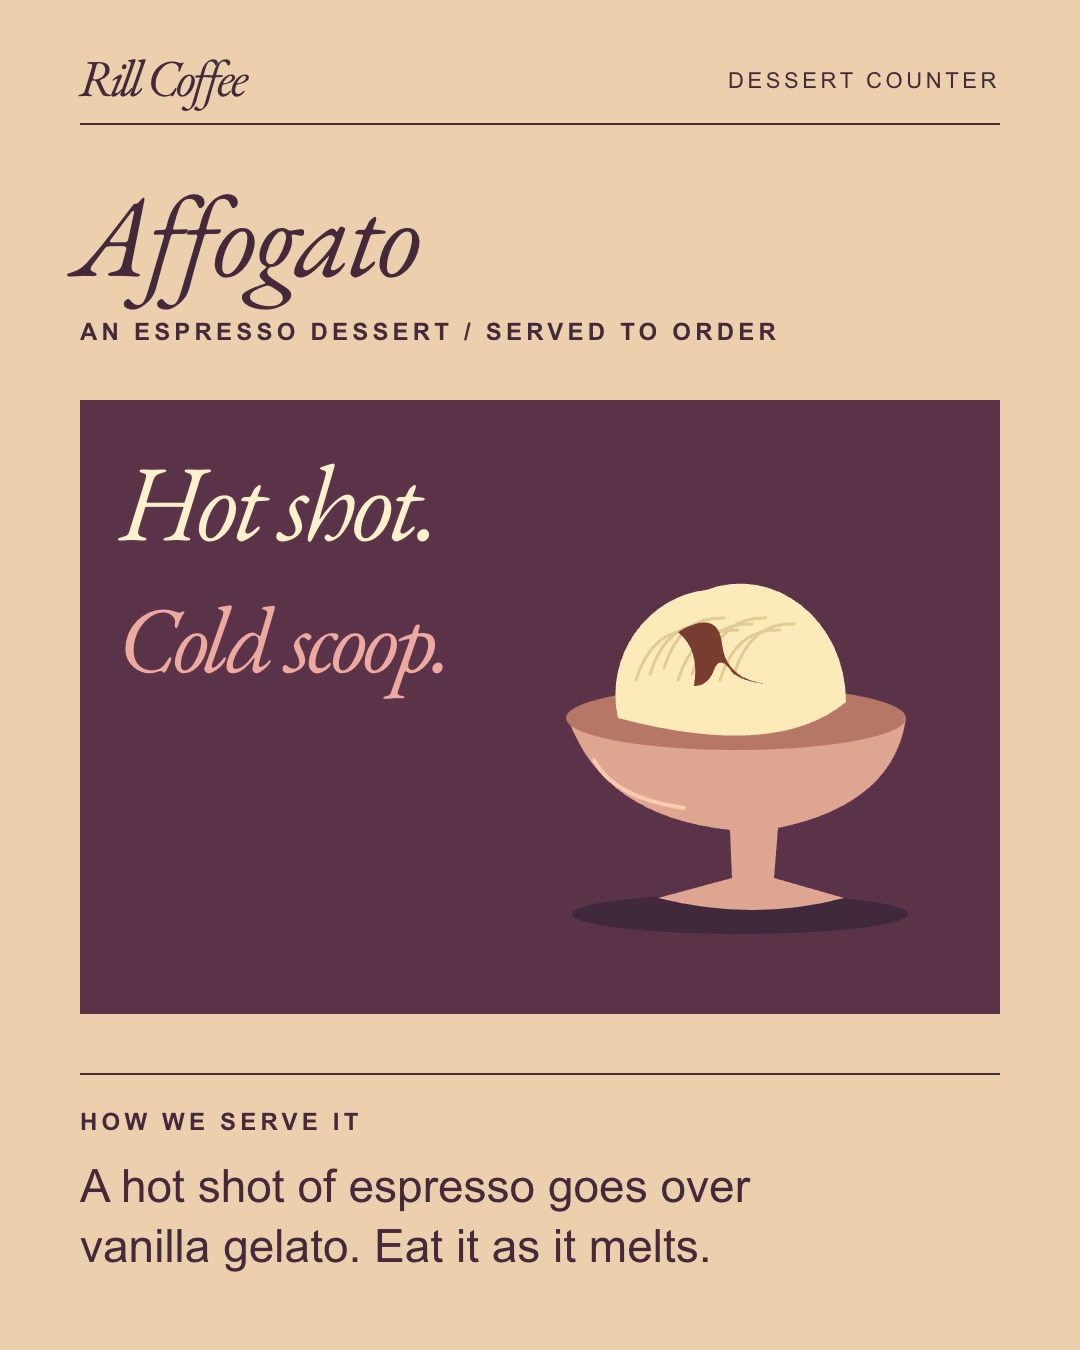 Rill Coffee
DESSERT COUNTER
Affogato
AN ESPRESSO DESSERT / SERVED TO ORDER
Hot shot.
Cold scoop.
HOW WE SERVE IT
A hot shot of espresso goes over
vanilla gelato. Eat it as it melts.